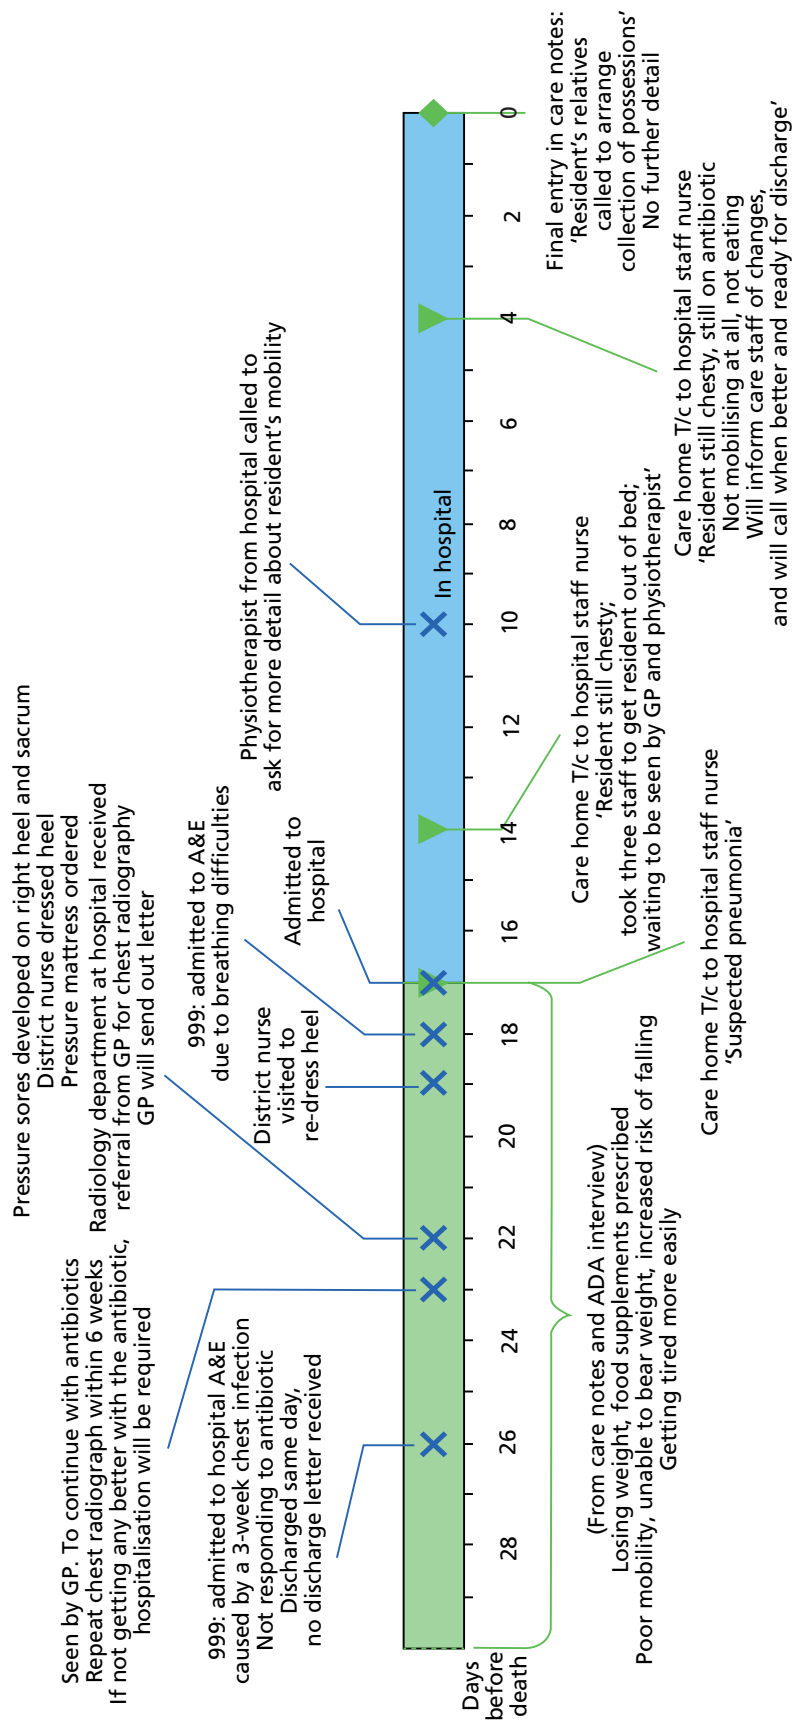 Seen by GP. To continue with antibiotics
Repeat chest radiograph within 6 weeks
If not getting any better with the antibiotic,
hospitalisation will be required
999: admitted to hospital A&E
caused by a 3-week chest infection
Not responding to antibiotic
Discharged same day,
no discharge letter received
Pressure sores developed on right heel and sacrum
District nurse dressed heel
Pressure mattress ordered
Radiology department at hospital received
referral from GP for chest radiography
GP will send out letter
District nurse
visited to
re-dress heel
999: admitted to A&E
due to breathing difficulties
Admitted to
hospital
Physiotherapist from hospital called to
ask for more detail about resident's mobility
In hospital
Days
before
death
28
26
24
22
20
18
16
14
12
10
8
6
4
2
0
(From care notes and ADA interview)
Losing weight, food supplements prescribed
Poor mobility, unable to bear weight, increased risk of falling
Getting tired more easily
Care home T/c to hospital staff nurse
‘Suspected pneumonia’
Care home T/c to hospital staff nurse
‘Resident still chesty;
took three staff to get resident out of bed;
waiting to be seen by GP and physiotherapist’
Care home T/c to hospital staff nurse
‘Resident still chesty, still on antibiotic
Not mobilising at all, not eating
Will inform care staff of changes,
and will call when better and ready for discharge’
Final entry in care notes:
‘Resident's relatives
called to arrange
collection of possessions’
No further detail